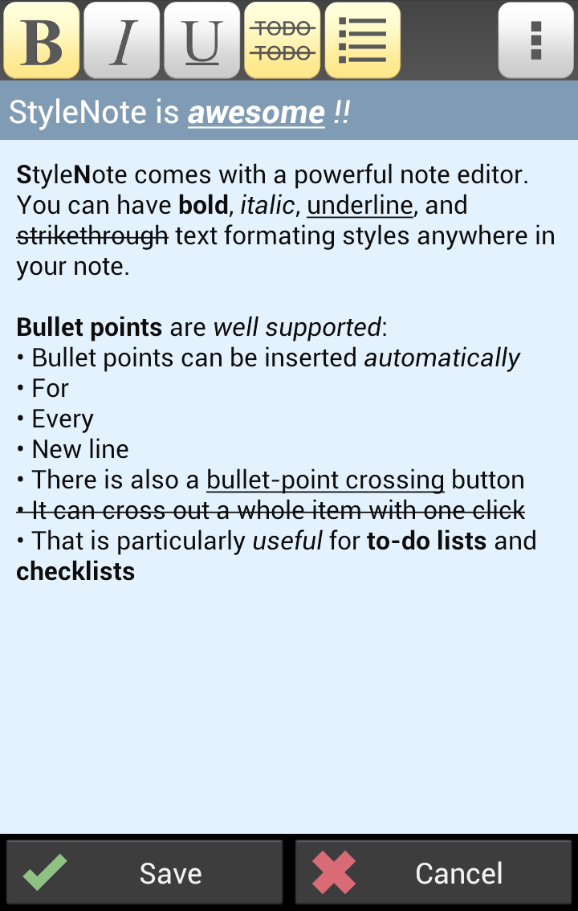 B I U TODO
TODO
StyleNote is awesome !!
StyleNote comes with a powerful note editor.
You can have bold, italic, underline, and
strikethrough text formating styles anywhere in
your note.
Bullet points are well supported:
• Bullet points can be inserted automatically
• For
• Every
• New line
• There is also a bullet-point crossing button
• It can cross out a whole item with one click
• That is particularly useful for to-do lists and
checklists
Save Cancel